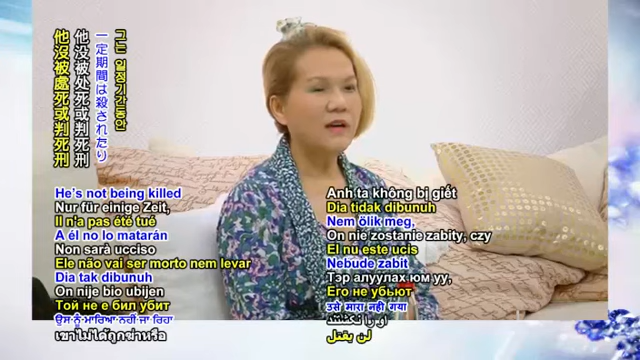 그는 일정기간동안
一定期間は殺されたり
他没被处死或判死刑
他沒被處死或判死刑
He's not being killed
Nur für einige Zeit,
Il n'a pas été tué
A él no lo matarán
Non sarà ucciso
Ele não vai ser morto nem levar
Dia tak dibunuh
On nije bio ubijen
Той не е бил убит
ਉਸ ਨੂੰ ਮਾਰਿਆ ਨਹੀਂ ਜਾ ਰਿਹਾ
เขาไม่ได้ถูกฆ่าหรือ
Anh ta không bị giết
Dia tidak dibunuh
Nem ölik meg,
On nie zostanie zabity, czy
El nu este ucis
Nebude zabit
Тэр алуулах юм уу,
Его не убьют
उसे मारा नहीं गया
او را نکشتند
لن يقتل